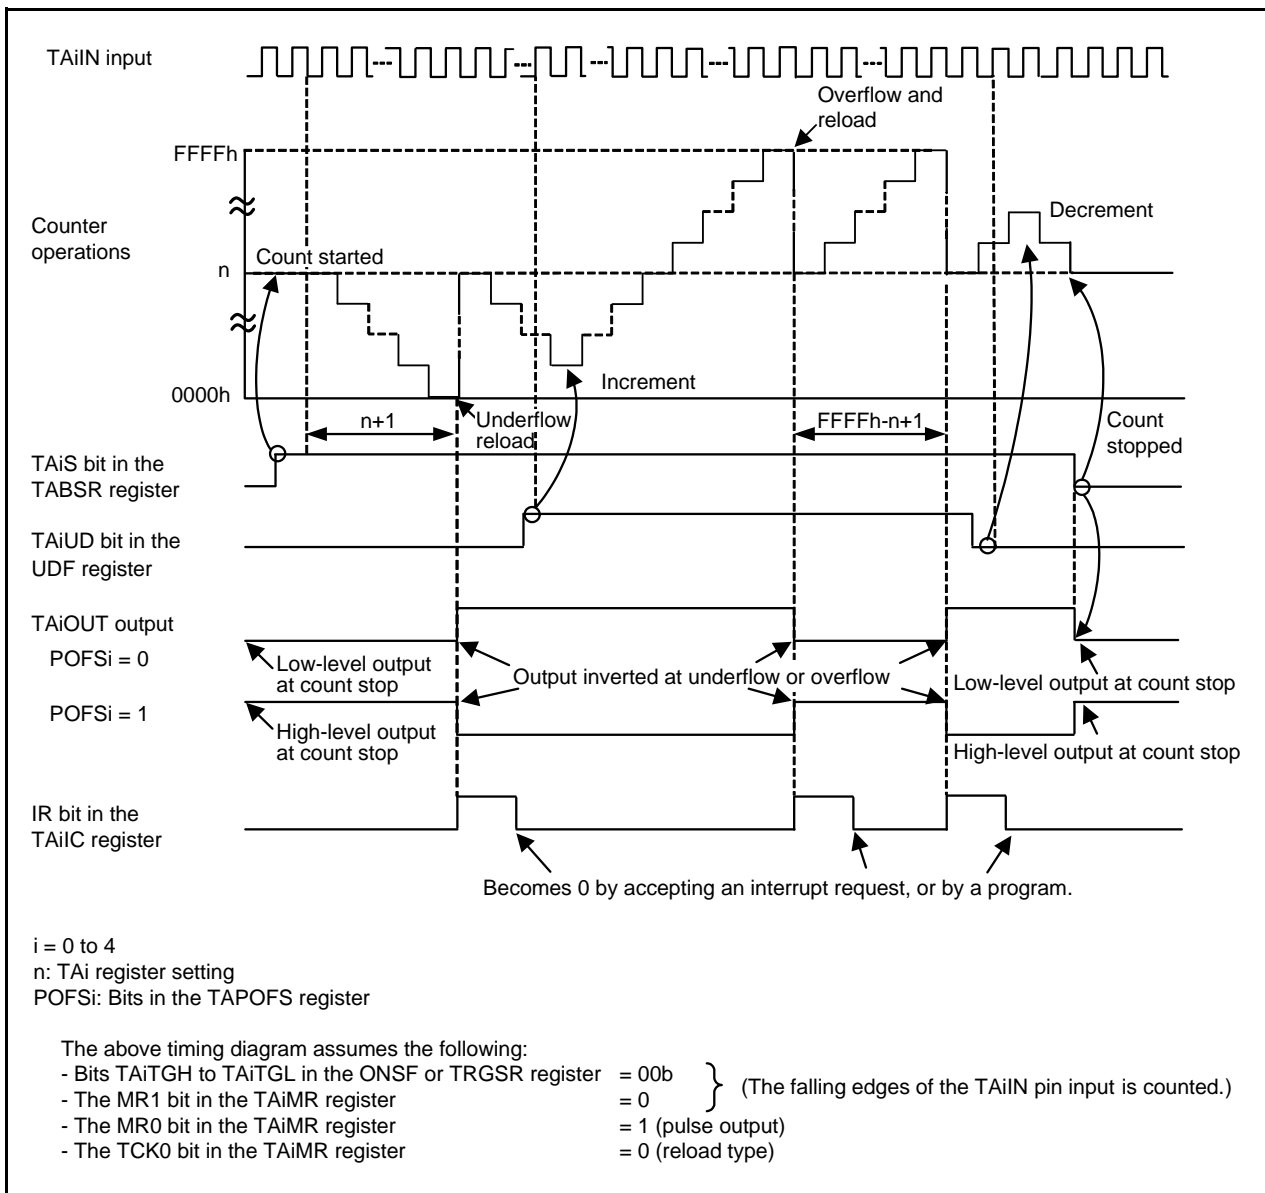 TAiIN input
Overflow and
reload
FFFFh
Counter
operations
Decrement
Count started
n
Increment
0000h
n+1
Underflow
reload
FFFFh-n+1
Count
stopped
TAiS bit in the
TABSR register
TAiUD bit in the
UDF register
TAiOUT output
POFSi = 0
Low-level output
at count stop
Output inverted at underflow or overflow
Low-level output at count stop
POFSi = 1
High-level output
at count stop
High-level output at count stop
IR bit in the
TAiIC register
Becomes 0 by accepting an interrupt request, or by a program.
i = 0 to 4
n: TAi register setting
POFSi: Bits in the TAPOFS register
The above timing diagram assumes the following:
- Bits TAiTGH to TAiTGL in the ONSF or TRGSR register = 00b
- The MR1 bit in the TAiMR register = 0
(The falling edges of the TAiIN pin input is counted.)
- The MR0 bit in the TAiMR register = 1 (pulse output)
- The TCK0 bit in the TAiMR register = 0 (reload type)